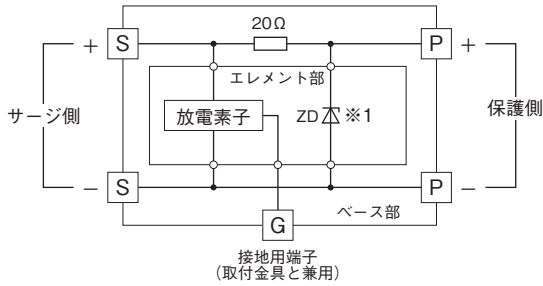 20Ω
+ S
P +
エレメント部
サージ側
放電素子
ZD ※1
保護側
− S
P −
ベース部
G
接地用端子
(取付金具と兼用)